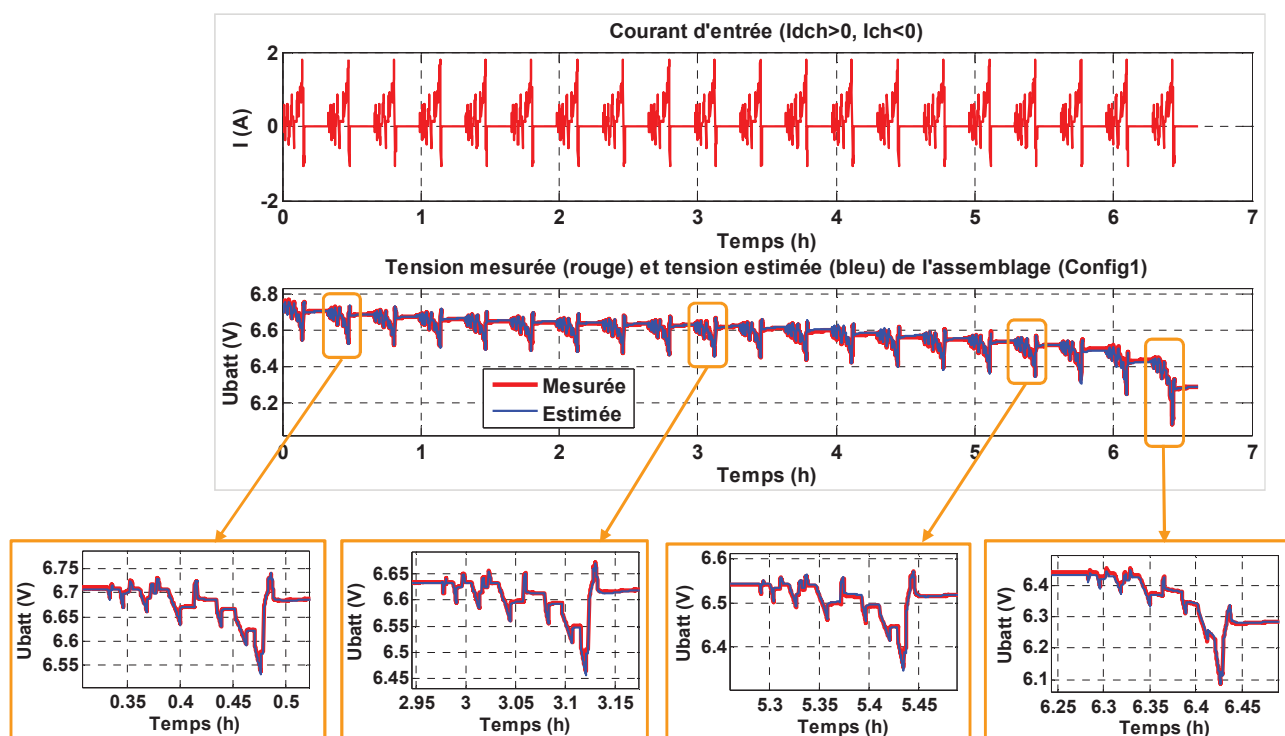 Courant d'entrée (Idch>0, Ich<0)
I (A)
2
0
-2
0 1 2 3 4 5 6 7
Temps (h)
Tension mesurée (rouge) et tension estimée (bleu) de l'assemblage (Config1)
Ubatt (V)
6.8
6.6
6.4
6.2
Mesurée
Estimée
0 1 2 3 4 5 6 7
Temps (h)
Ubatt (V)
6.75
6.7
6.65
6.6
6.55
0.35 0.4 0.45 0.5
Temps (h)
Ubatt (V)
6.65
6.6
6.55
6.5
6.45
2.95 3 3.05 3.1 3.15
Temps (h)
Ubatt (V)
6.6
6.5
6.4
5.3 5.35 5.4 5.45
Temps (h)
Ubatt (V)
6.4
6.3
6.2
6.1
6.25 6.3 6.35 6.4 6.45
Temps (h)